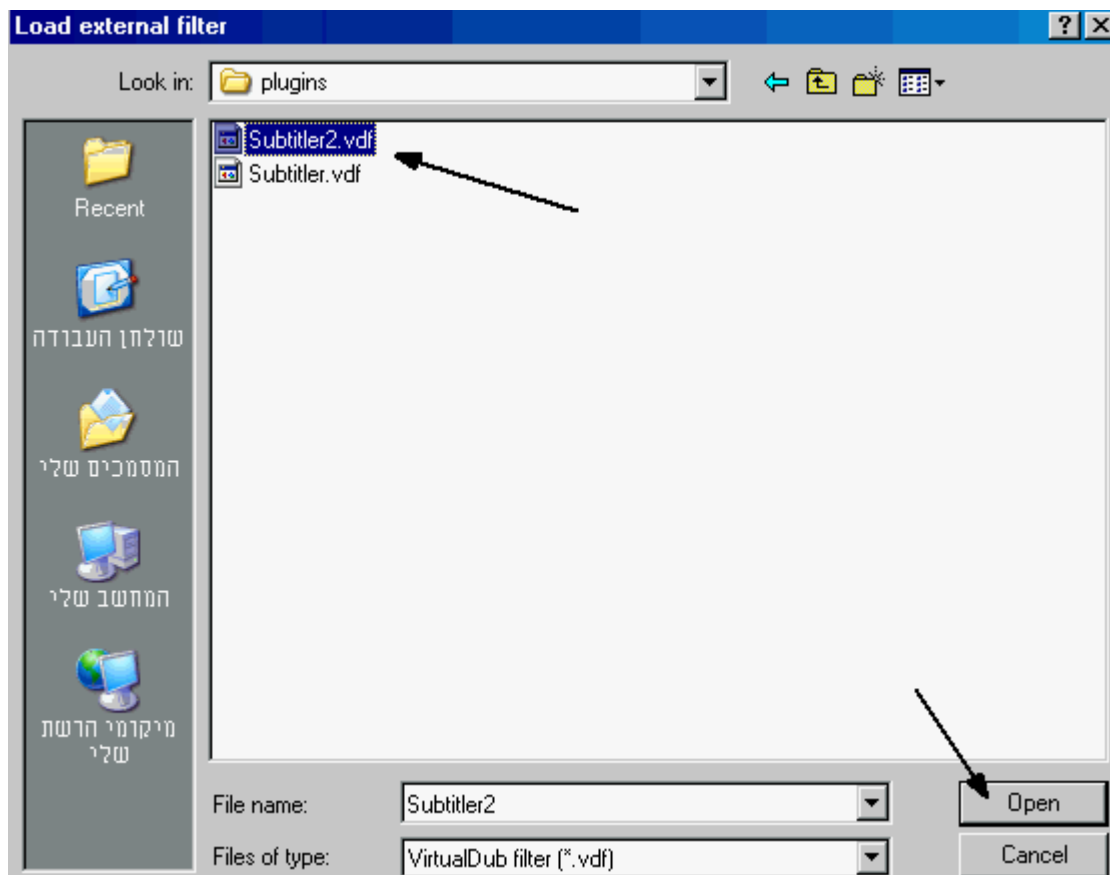 Load external filter
Look in:
plugins
Subtitler2.vdf
Subtitler.vdf
Recent
שולחן העבודה
המסמכים שלי
המחשב שלי
מיקומי הרשת
שלי
File name:
Subtitler2
Open
Files of type:
VirtualDub filter (*.vdf)
Cancel